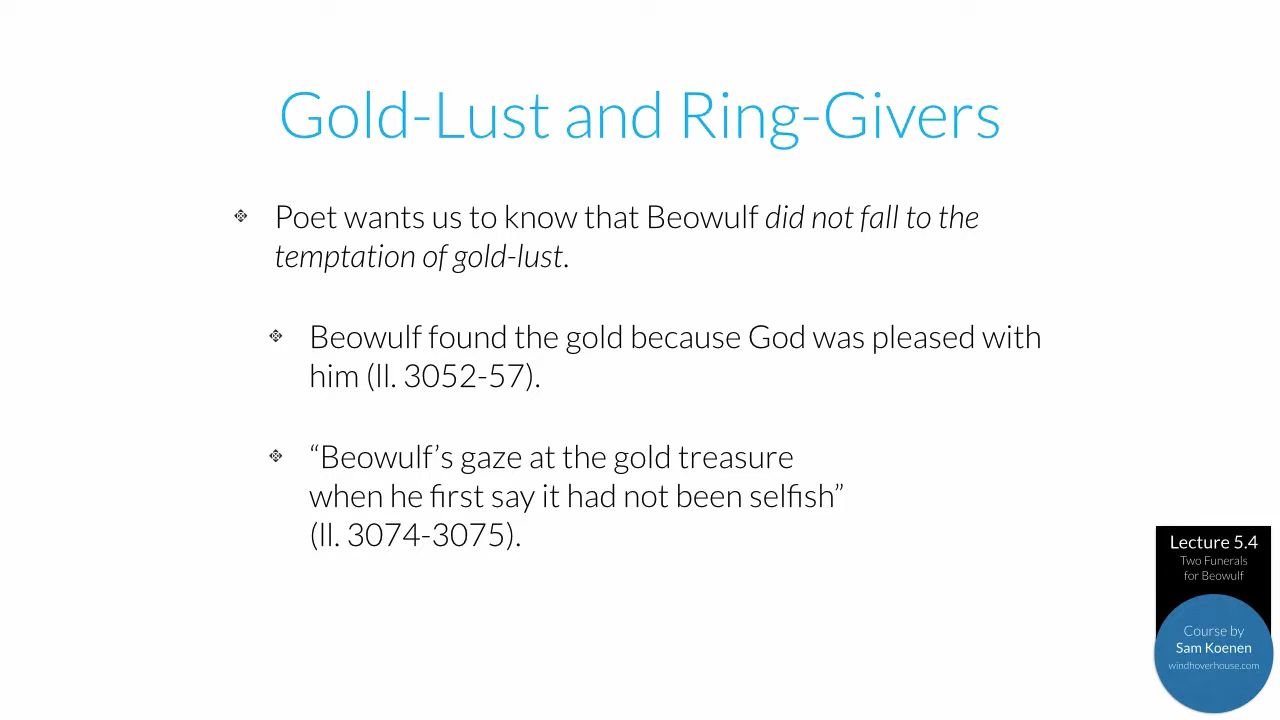 Gold-Lust and Ring-Givers
Poet wants us to know that Beowulf did not fall to the
temptation of gold-lust.
Beowulf found the gold because God was pleased with
him (ll. 3052-57).
“Beowulf’s gaze at the gold treasure
when he first say it had not been selfish”
(ll. 3074-3075).
Lecture 5.4
Two Funerals
for Beowulf
Course by
Sam Koenen
windhoverhouse.com